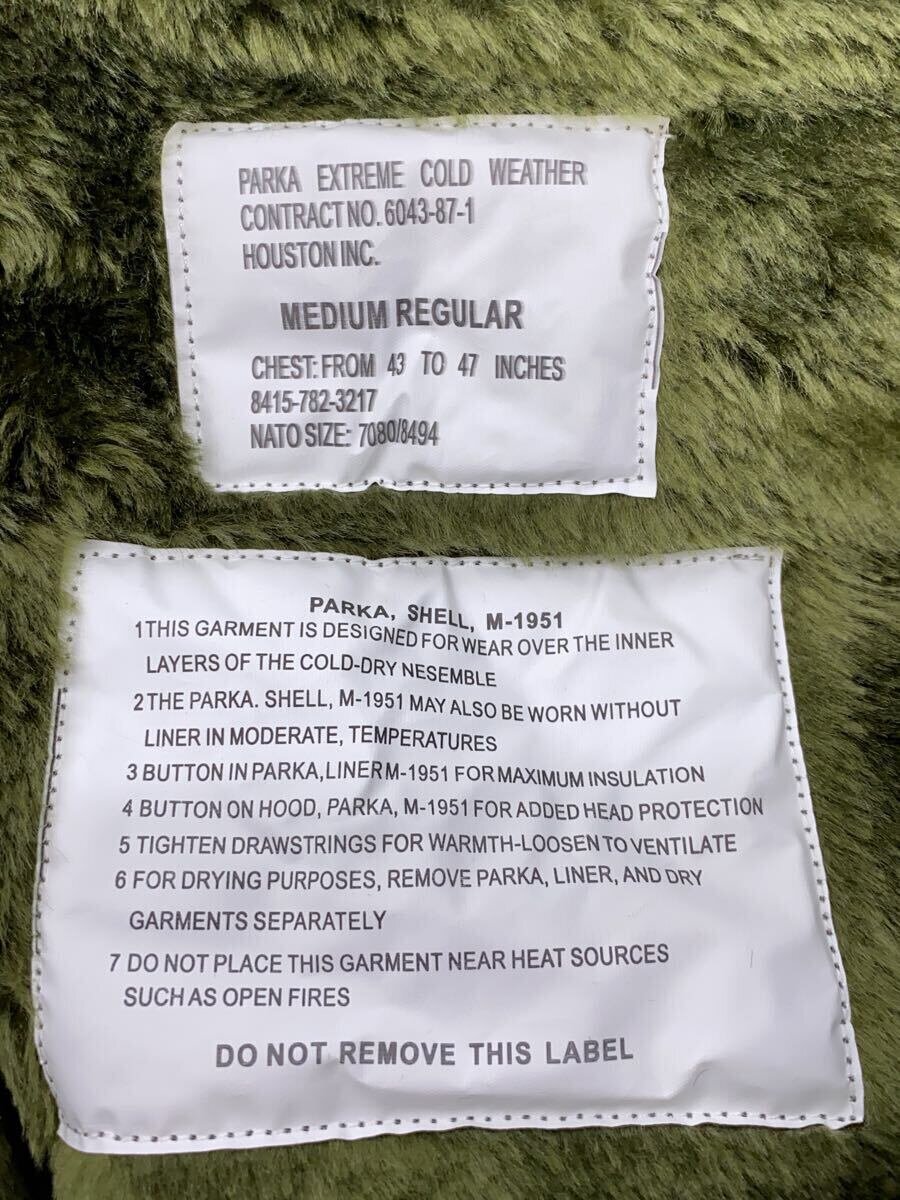 PARKA EXTREME COLD WEATHER
CONTRACT NO. 6043-87-1
HOUSTON INC.
MEDIUM REGULAR
CHEST: FROM 43 TO 47 INCHES
8415-782-3217
NATO SIZE: 7080/8494
PARKA, SHELL, M-1951
1 THIS GARMENT IS DESIGNED FOR WEAR OVER THE INNER
LAYERS OF THE COLD-DRY NESEMBLE
2 THE PARKA. SHELL, M-1951 MAY ALSO BE WORN WITHOUT
LINER IN MODERATE, TEMPERATURES
3 BUTTON IN PARKA, LINER M-1951 FOR MAXIMUM INSULATION
4 BUTTON ON HOOD, PARKA, M-1951 FOR ADDED HEAD PROTECTION
5 TIGHTEN DRAWSTRINGS FOR WARMTH-LOOSEN TO VENTILATE
6 FOR DRYING PURPOSES, REMOVE PARKA, LINER, AND DRY
GARMENTS SEPARATELY
7 DO NOT PLACE THIS GARMENT NEAR HEAT SOURCES
SUCH AS OPEN FIRES
DO NOT REMOVE THIS LABEL